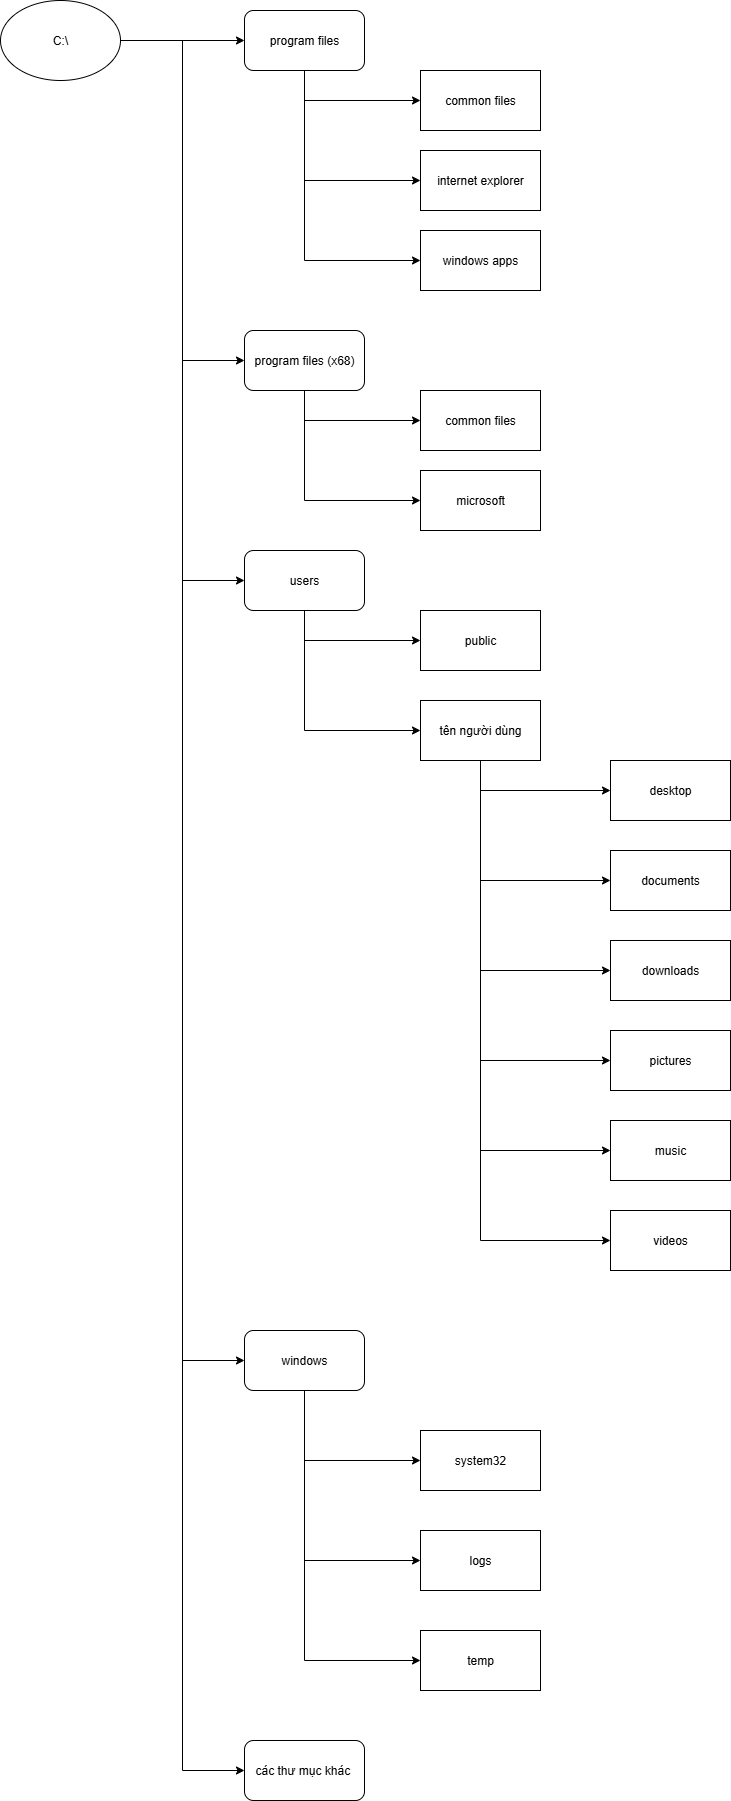 C:\
program files
common files
internet explorer
windows apps
program files (x68)
common files
microsoft
users
public
tên người dùng
desktop
documents
downloads
pictures
music
videos
windows
system32
logs
temp
các thư mục khác